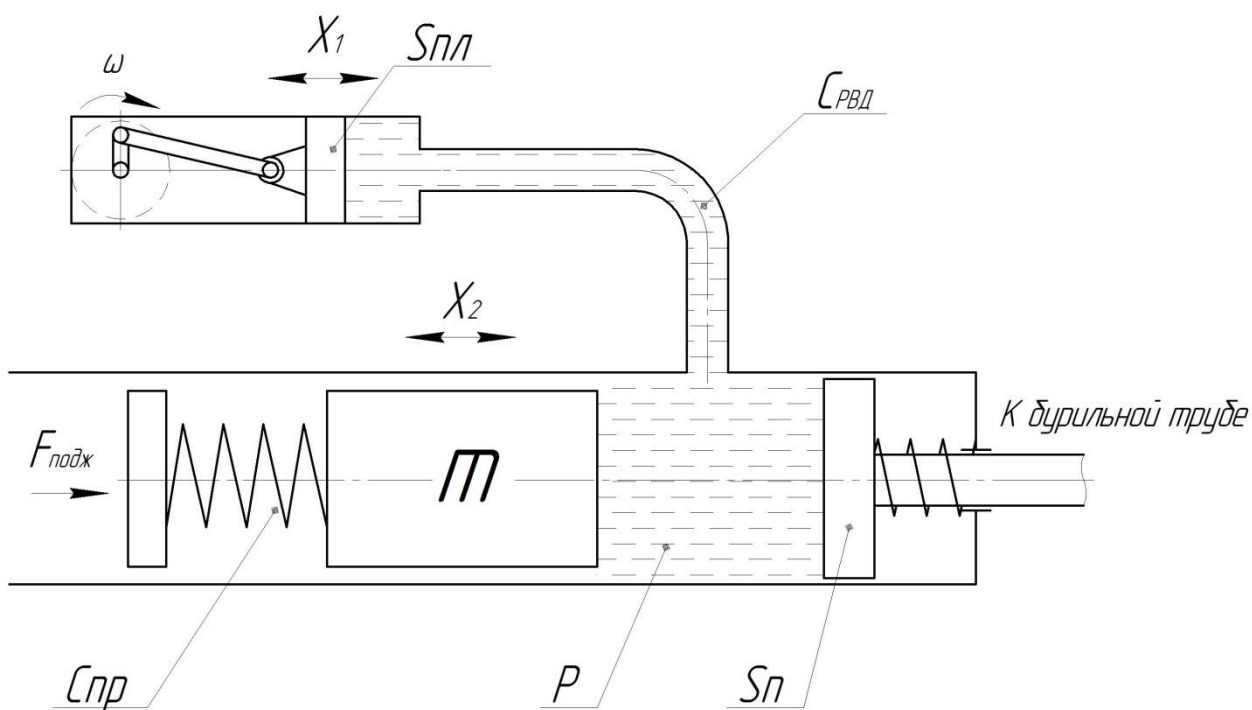 X₁
Sпл
ω
CРВД
X₂
К бурильной трубе
Fподж
m
Cпр
P
Sп